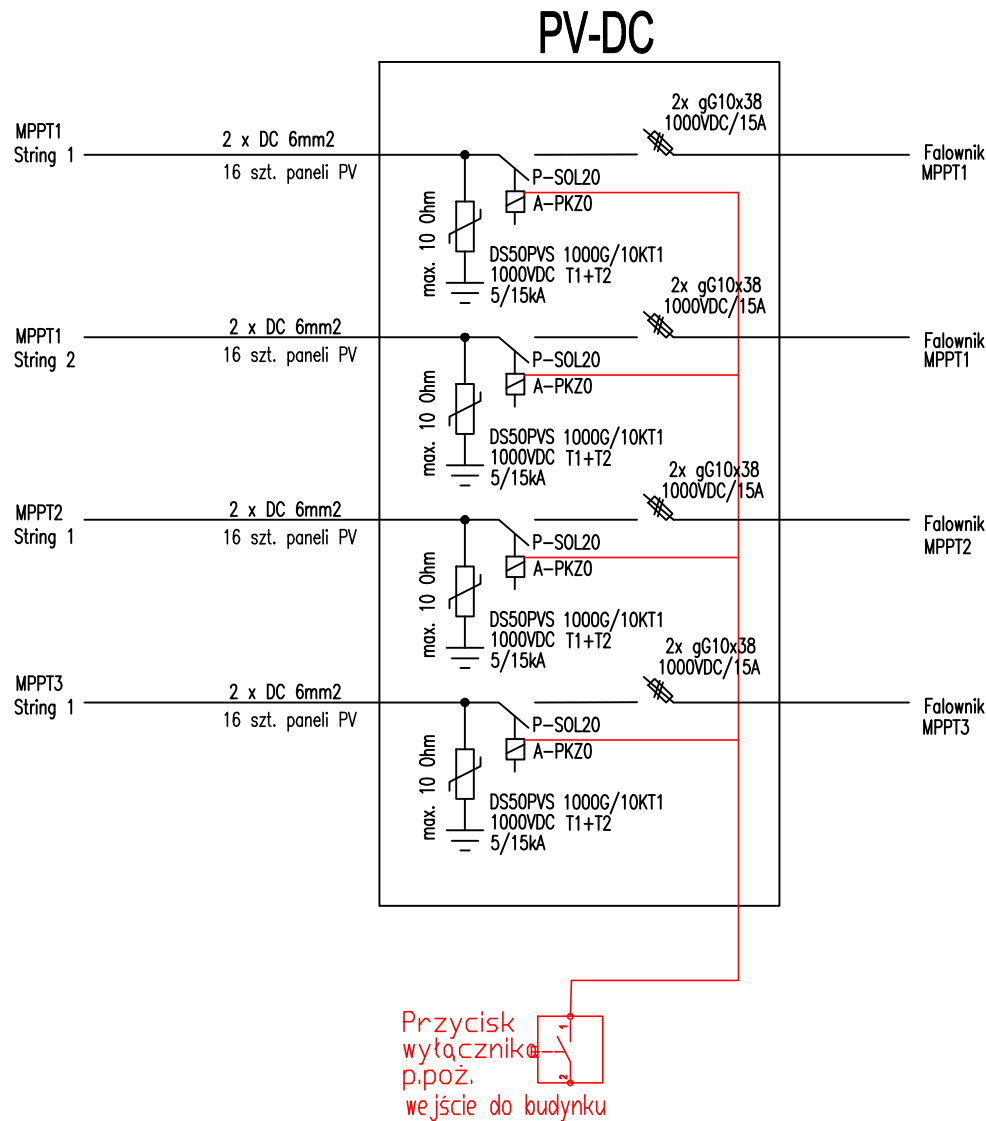 PV-DC
2x gG10x38
1000VDC/15A
MPPT1
String 1
2 x DC 6mm2
16 szt. paneli PV
Falownik
MPPT1
P-SOL20
A-PKZ0
max. 10 Ohm
DS50PVS 1000G/10KT1
1000VDC T1+T2
5/15kA
2x gG10x38
1000VDC/15A
MPPT1
String 2
2 x DC 6mm2
16 szt. paneli PV
Falownik
MPPT1
P-SOL20
A-PKZ0
max. 10 Ohm
DS50PVS 1000G/10KT1
1000VDC T1+T2
5/15kA
2x gG10x38
1000VDC/15A
MPPT2
String 1
2 x DC 6mm2
16 szt. paneli PV
Falownik
MPPT2
P-SOL20
A-PKZ0
max. 10 Ohm
DS50PVS 1000G/10KT1
1000VDC T1+T2
5/15kA
2x gG10x38
1000VDC/15A
MPPT3
String 1
2 x DC 6mm2
16 szt. paneli PV
Falownik
MPPT3
P-SOL20
A-PKZ0
max. 10 Ohm
DS50PVS 1000G/10KT1
1000VDC T1+T2
5/15kA
Przycisk
wyłącznika
p.poż.
wejście do budynku
1
2